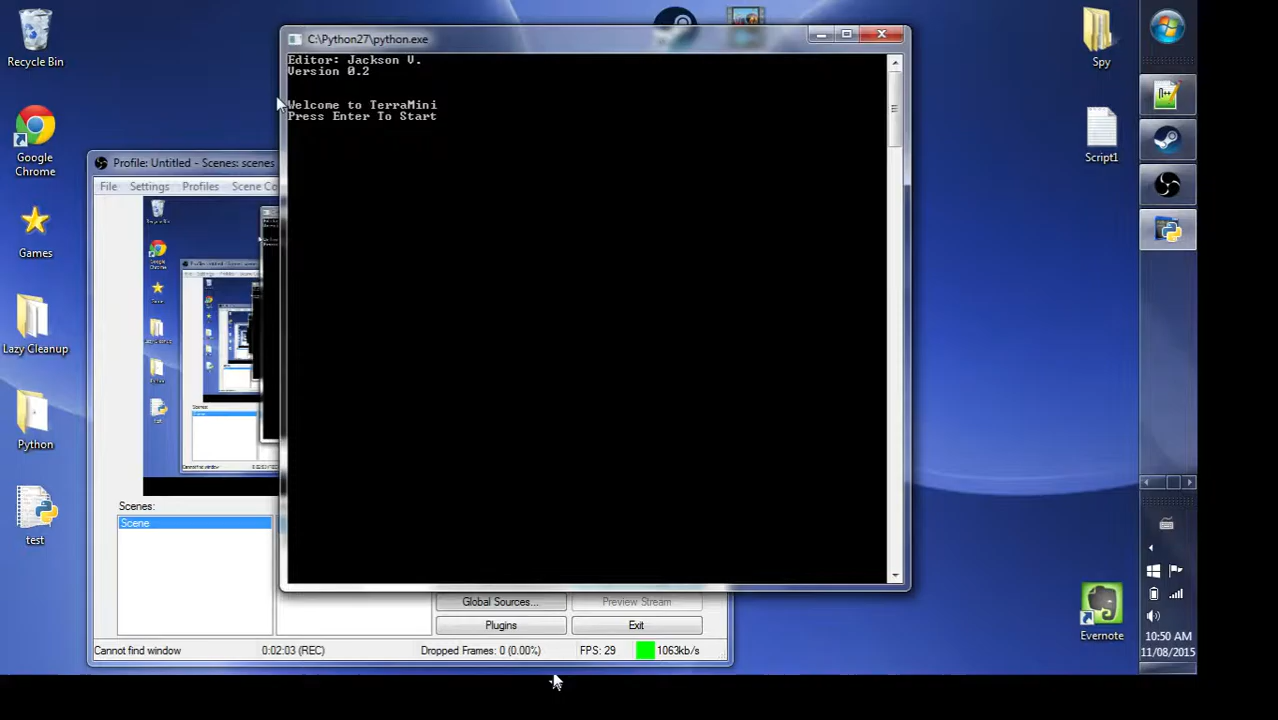 Recycle Bin
Google Chrome
Games
Lazy Cleanup
Python
test
C:\Python27\python.exe
Editor: Jackson V.
Version 0.2
Welcome to TerraMini
Press Enter To Start
Profile: Untitled - Scenes: scenes
File Settings Profiles Scene Co
Scenes:
Scene
Global Sources... Preview Stream
Plugins Exit
Cannot find window 0:02:03 (REC) Dropped Frames: 0 (0.00%) FPS: 29 1063kb/s
Spy
Script1
Evernote
10:50 AM
11/08/2015